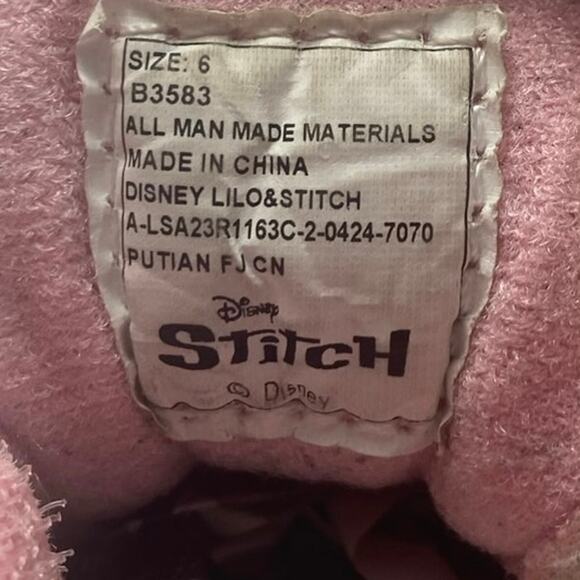 SIZE: 6
B3583
ALL MAN MADE MATERIALS
MADE IN CHINA
DISNEY LILO&STITCH
A-LSA23R1163C-2-0424-7070
PUTIAN FJ CN
Disney
STITCH
© Disney